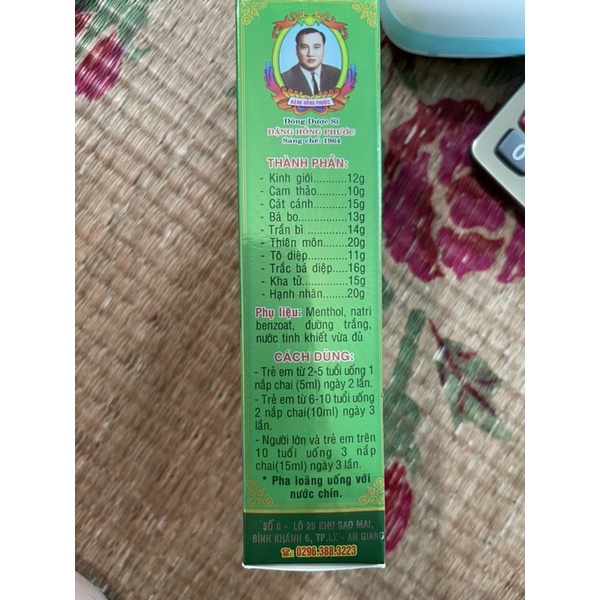 ĐẶNG HỒNG PHƯỚC
Đông Dược Sĩ
ĐẶNG HỒNG PHƯỚC
Sáng chế: 1964
THÀNH PHẦN:
- Kinh giới..........12g
- Cam thảo.........10g
- Cát cánh..........15g
- Bá bo...............13g
- Trần bì ............14g
- Thiên môn.......20g
- Tô diệp............11g
- Trắc bá diệp.....16g
- Kha tử.............15g
- Hạnh nhân.......20g
Phụ liệu: Menthol, natri
benzoat, đường trắng,
nước tinh khiết vừa đủ
CÁCH DÙNG:
- Trẻ em từ 2-5 tuổi uống 1
nắp chai (5ml) ngày 2 lần.
- Trẻ em từ 6-10 tuổi uống
2 nắp chai(10ml) ngày 3
lần.
- Người lớn và trẻ em trên
10 tuổi uống 3 nắp
chai(15ml) ngày 3 lần.
* Pha loãng uống với
nước chín.
SỐ 6 - LÔ 29 KHU SAO MAI,
BÌNH KHÁNH 5, TP.LX - AN GIANG
☎: 0296.388.3223
0